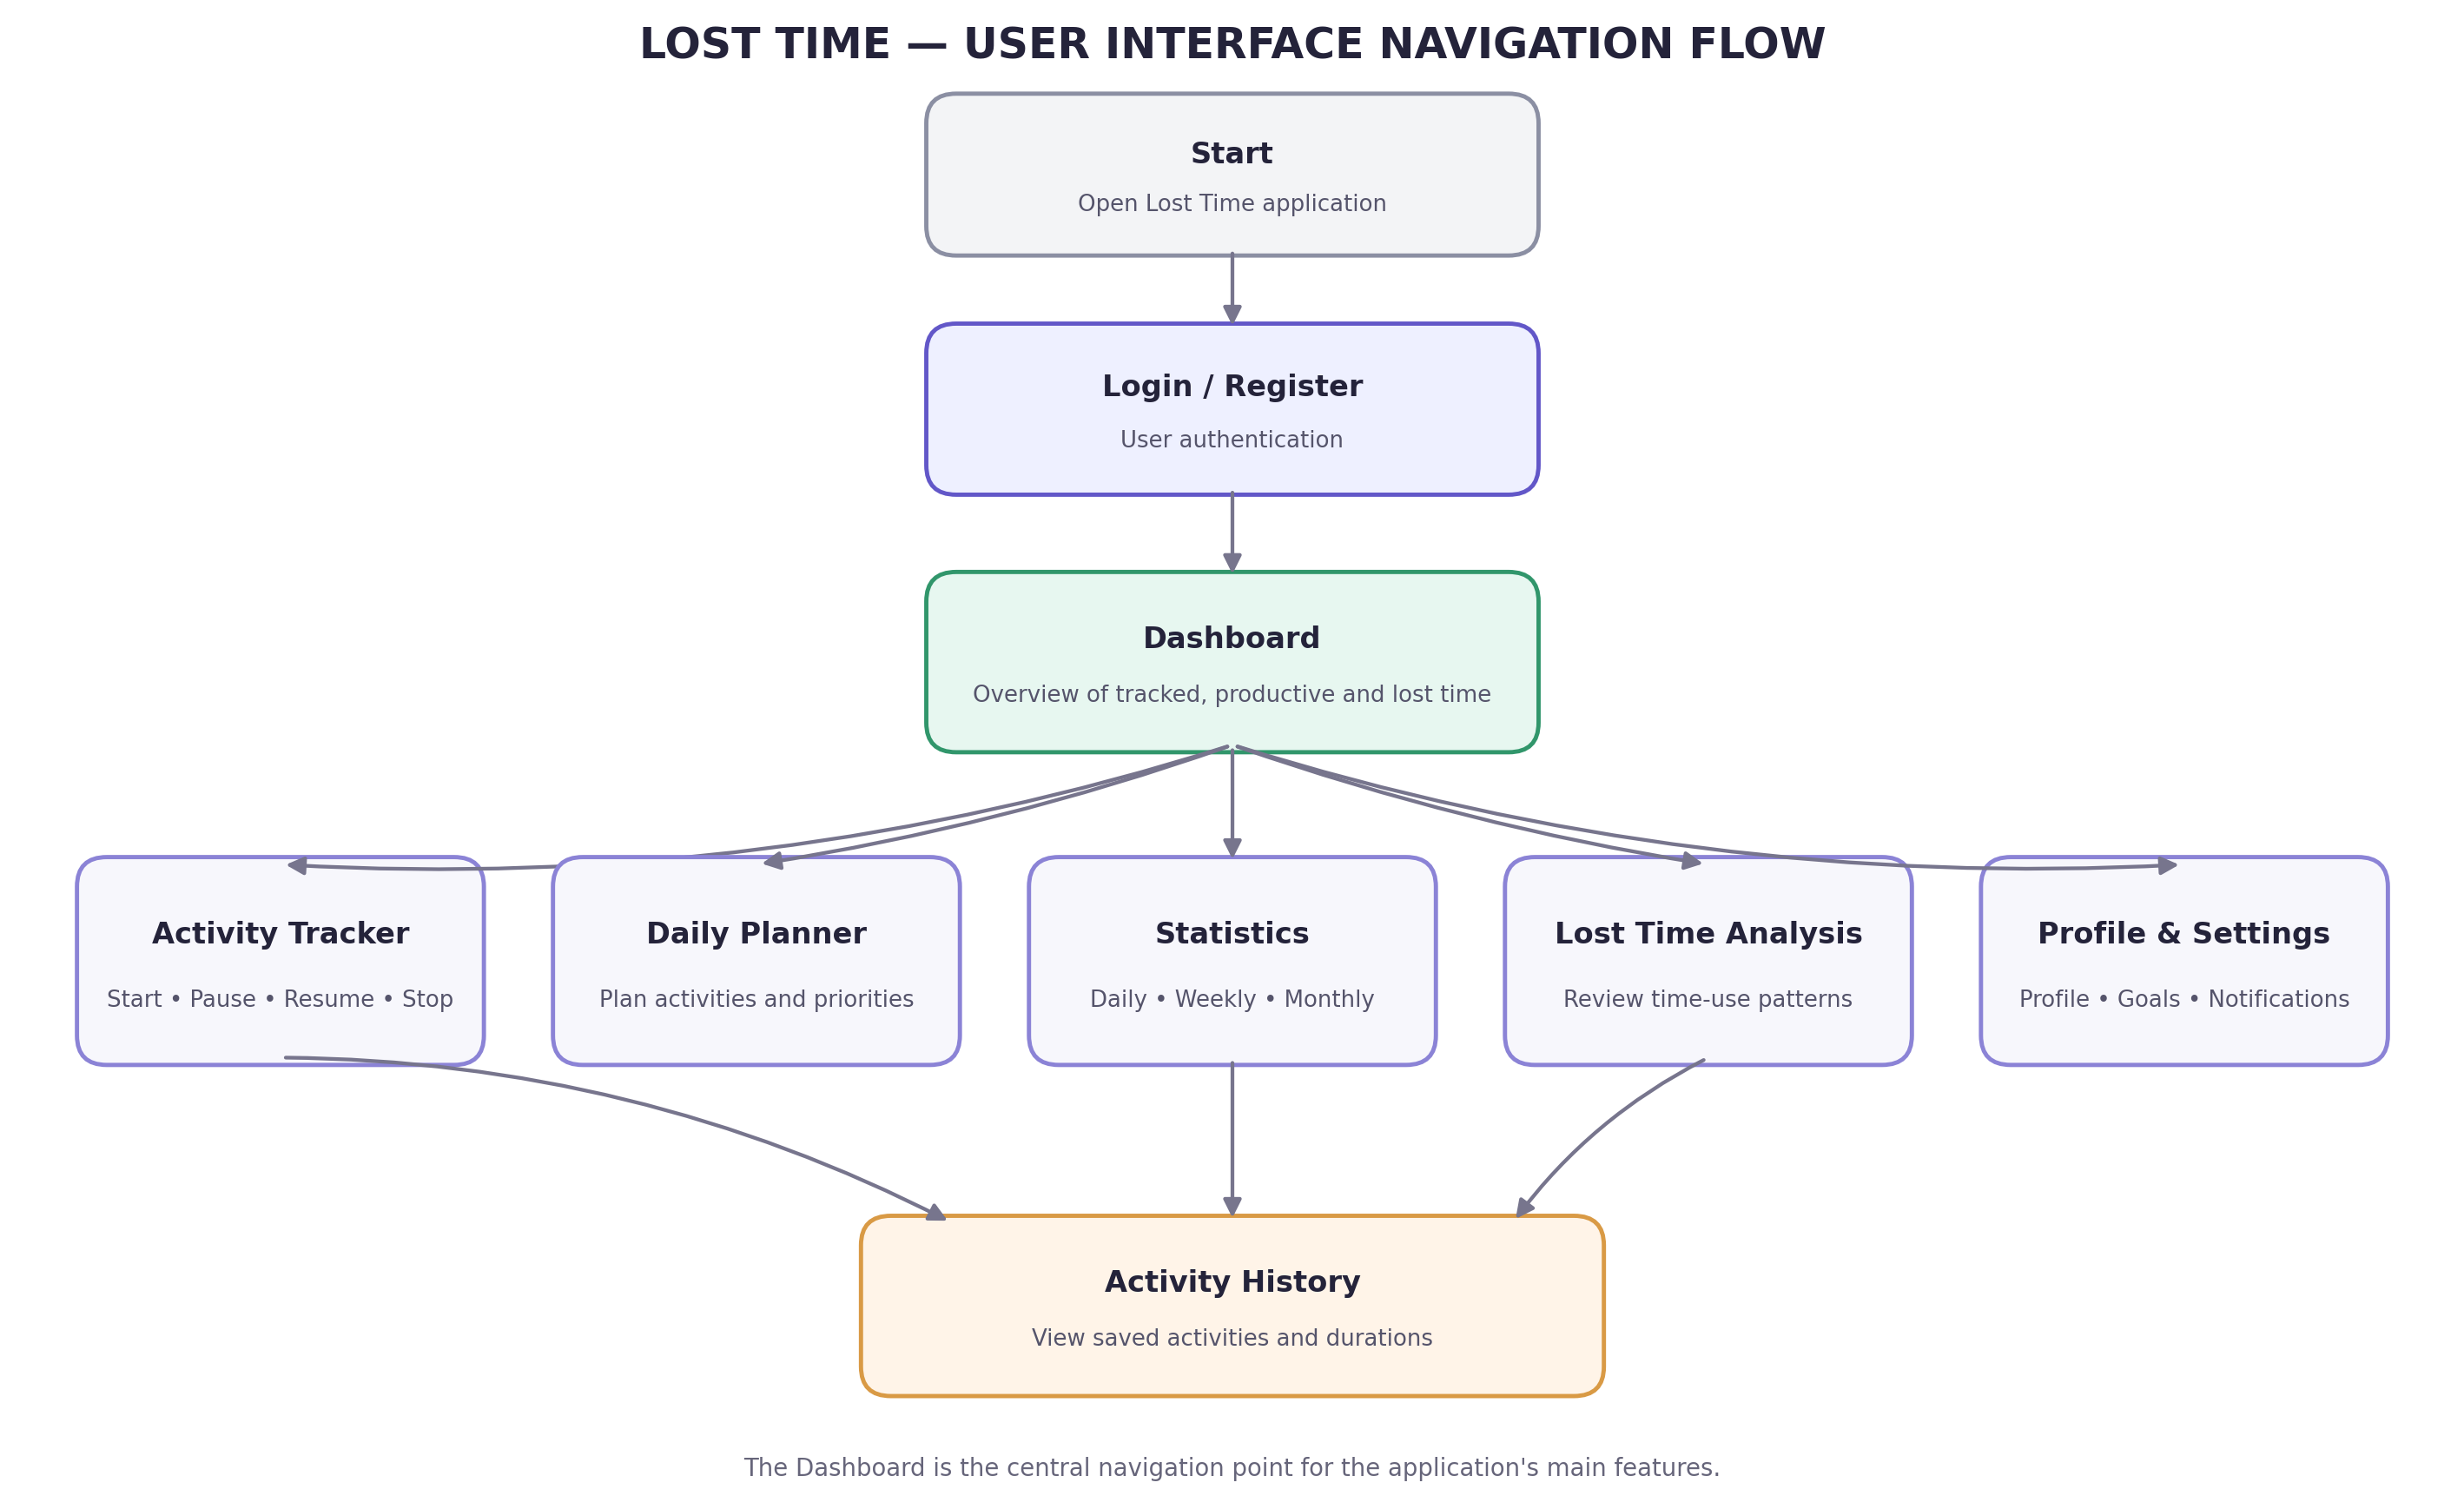 LOST TIME — USER INTERFACE NAVIGATION FLOW
Start
Open Lost Time application
Login / Register
User authentication
Dashboard
Overview of tracked, productive and lost time
Activity Tracker
Start • Pause • Resume • Stop
Daily Planner
Plan activities and priorities
Statistics
Daily • Weekly • Monthly
Lost Time Analysis
Review time-use patterns
Profile & Settings
Profile • Goals • Notifications
Activity History
View saved activities and durations
The Dashboard is the central navigation point for the application's main features.